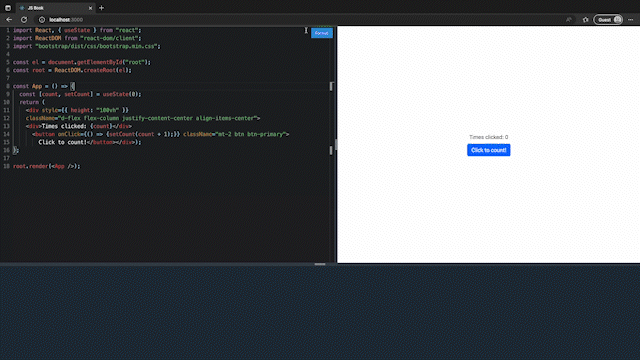 JS Book
localhost:3000
Guest
1 import React, { useState } from "react";
2 import ReactDOM from "react-dom/client";
3 import "bootstrap/dist/css/bootstrap.min.css";
4
5 const el = document.getElementById("root");
6 const root = ReactDOM.createRoot(el);
7
8 const App = () => {
9 const [count, setCount] = useState(0);
10 return (
11 <div style={{ height: "100vh" }}
12 className="d-flex flex-column justify-content-center align-items-center">
13 <div>Times clicked: {count}</div>
14 <button onClick={() => {setCount(count + 1);}} className="mt-2 btn btn-primary">
15 Click to count!</button></div>);
16 };
17
18 root.render(<App />);
Format
Times clicked: 0
Click to count!